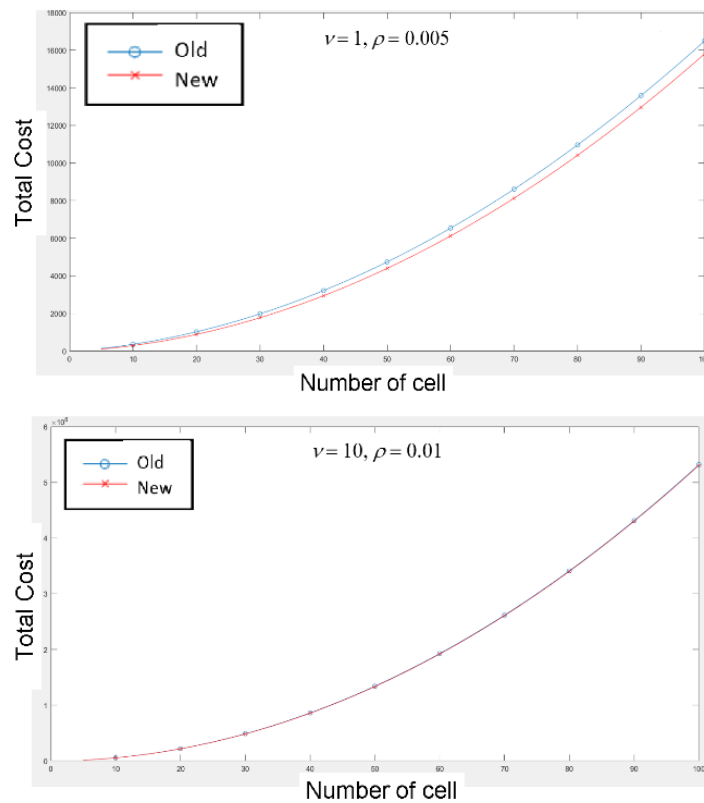 18000
16000
14000
12000
10000
8000
6000
4000
2000
0
Total Cost
Old
New
ν = 1, ρ = 0.005
0 10 20 30 40 50 60 70 80 90 100
Number of cell
6
5
4
3
2
1
0
Total Cost
Old
New
ν = 10, ρ = 0.01
0 10 20 30 40 50 60 70 80 90 100
Number of cell